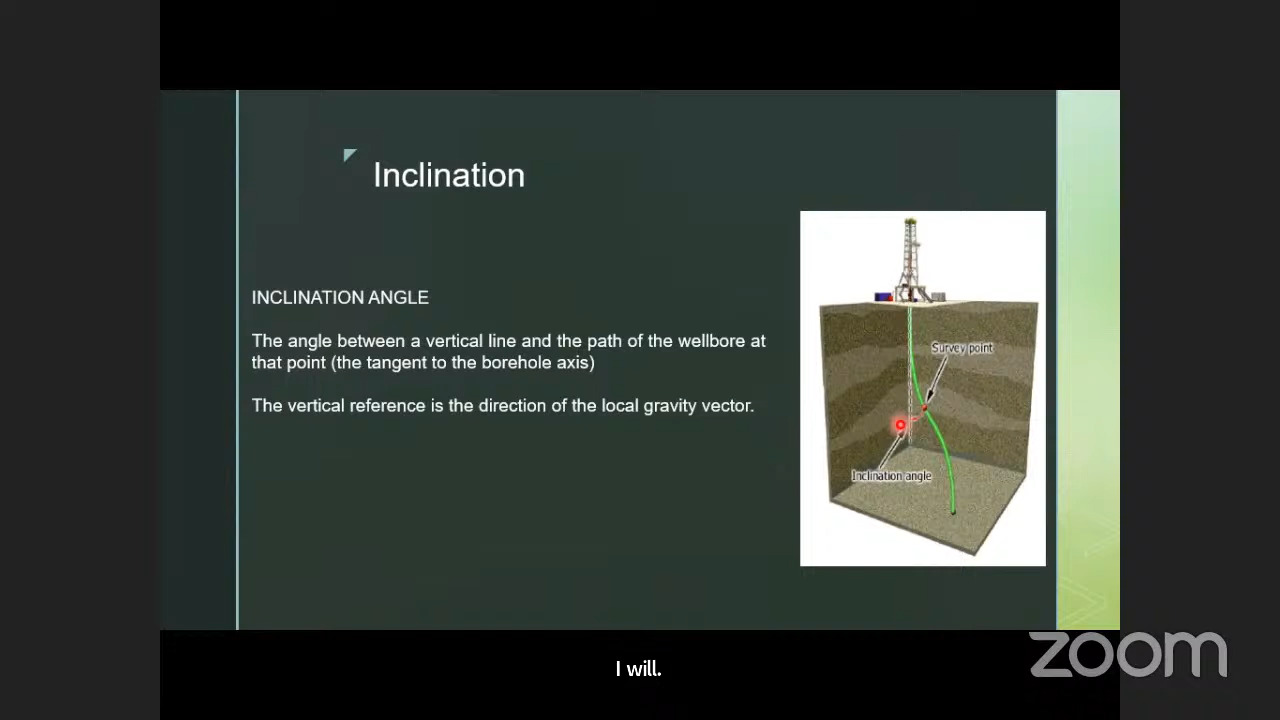 Inclination
INCLINATION ANGLE
The angle between a vertical line and the path of the wellbore at
that point (the tangent to the borehole axis)
The vertical reference is the direction of the local gravity vector.
Survey point
Inclination angle
zoom
I will.